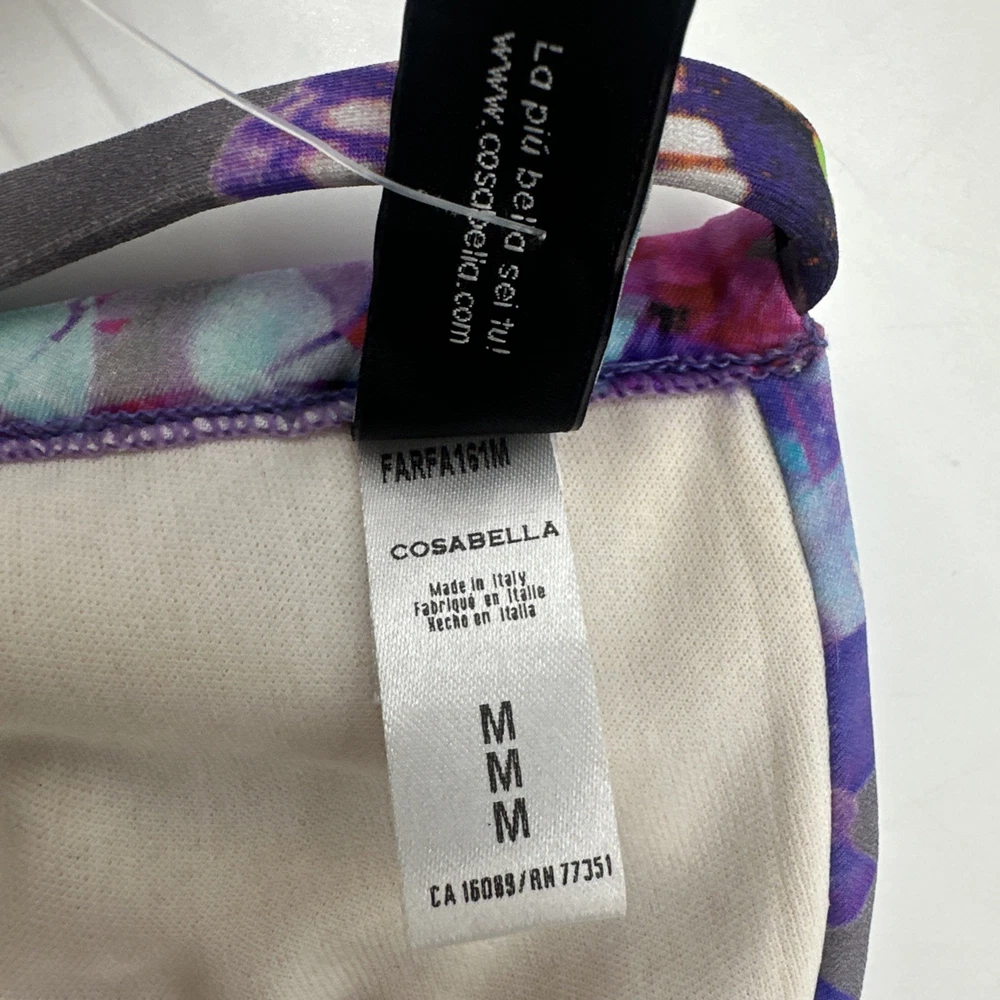 La più bella sei tu!
www.cosabella.com
FARFA161M
COSABELLA
Made in Italy
Fabriqué en Italie
Hecho en Italia
M
M
M
CA 16089/RN 77351